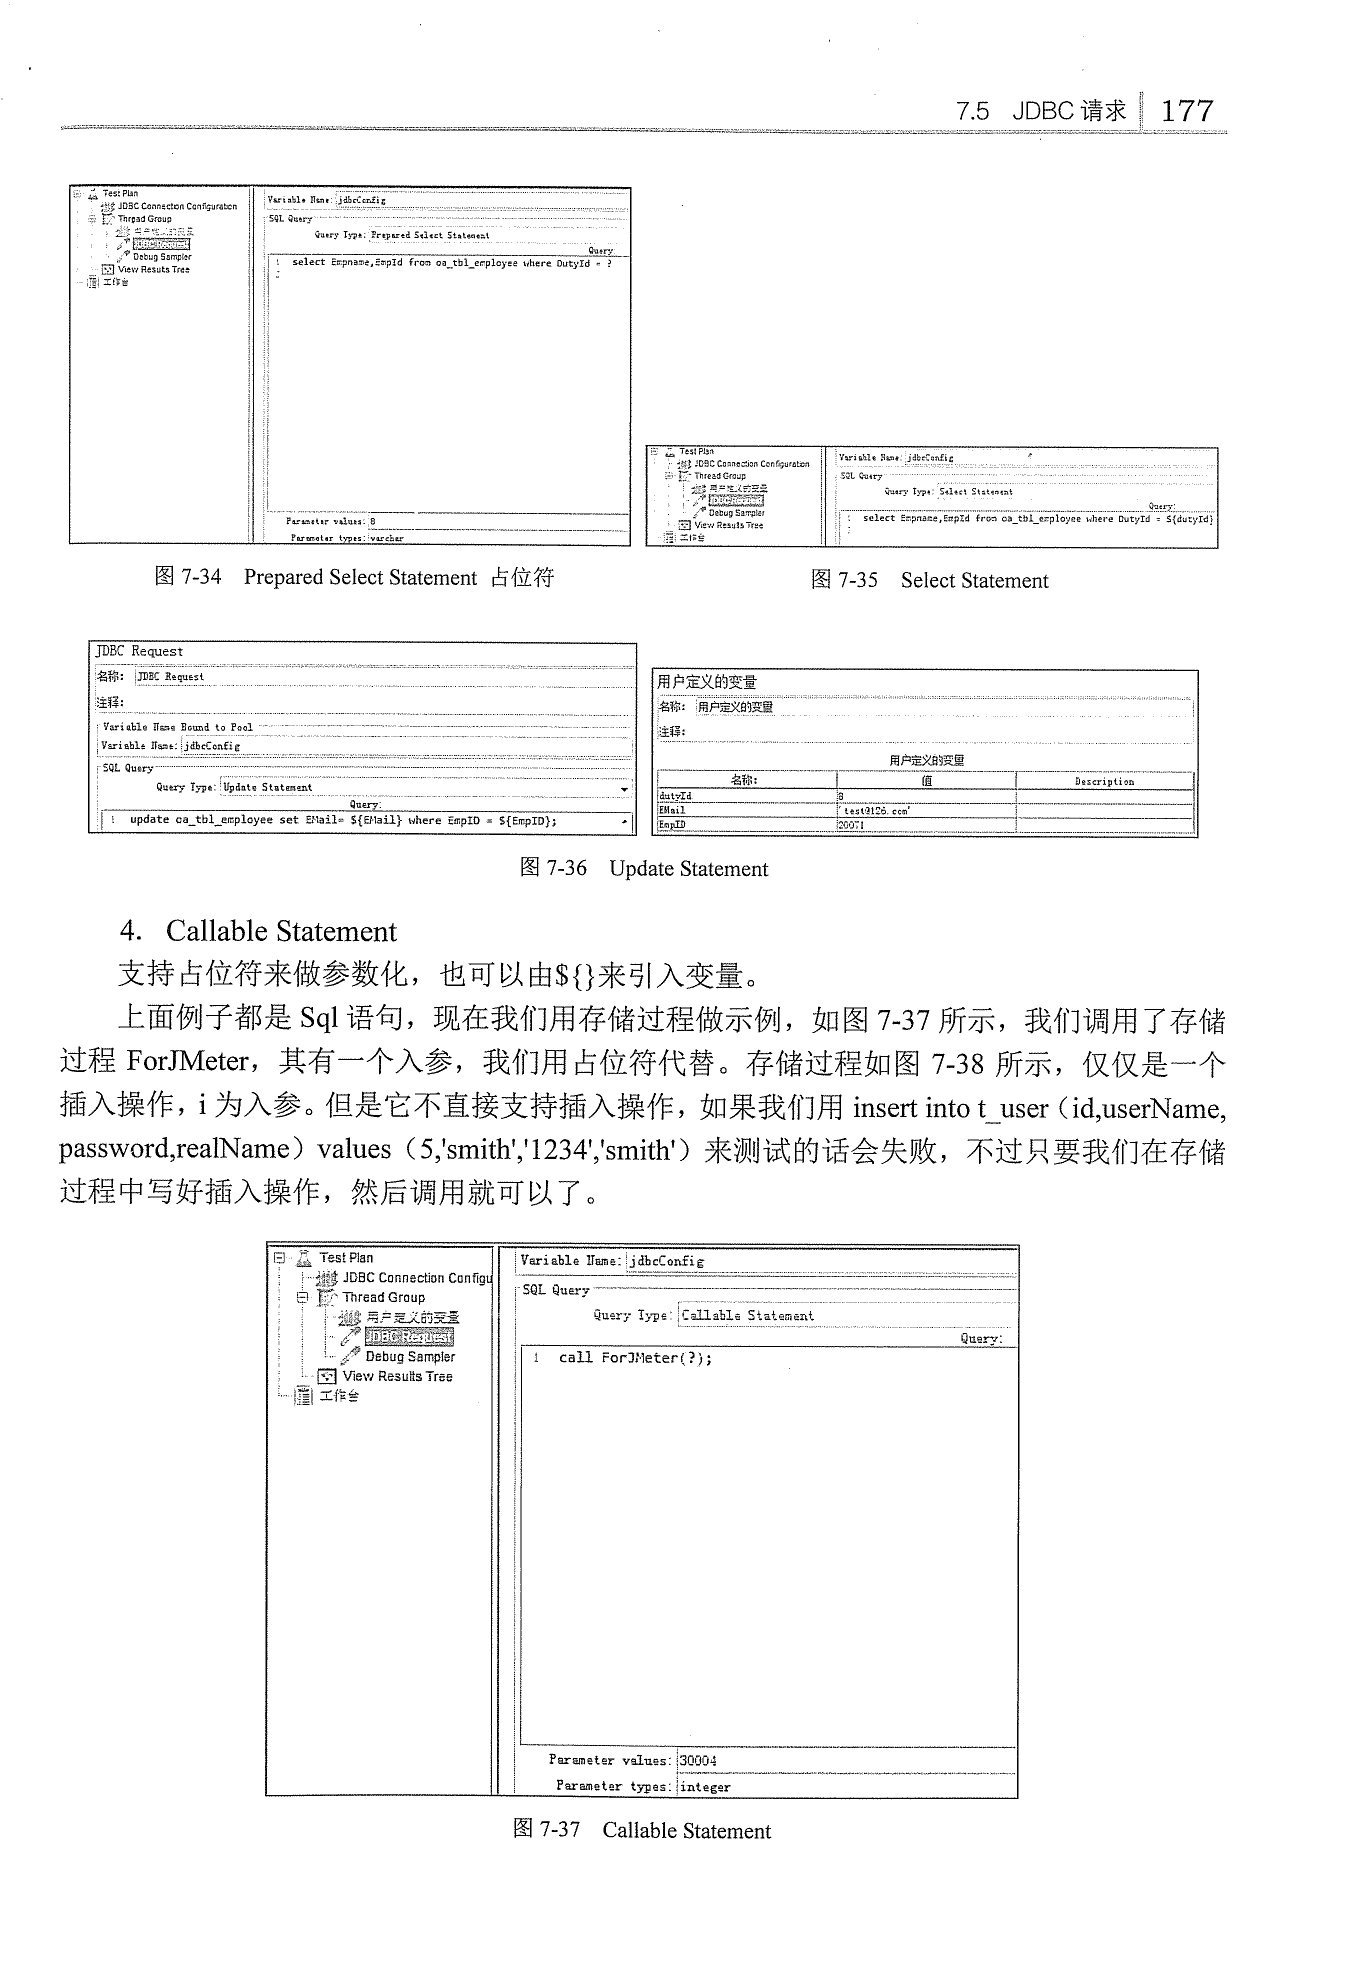 7.5 JDBC 请求 177
Test Plan
JDBC Connection Configuration
Thread Group
JDBC Request
Debug Sampler
View Results Tree
工作台
Variable Name: jdbcConfig
SQL Query
Query Type: Prepared Select Statement
Query:
1 select Empname,EmpId from oa_tbl_employee where DutyId = ?
Parameter values: 8
Parameter types: varchar
图 7-34 Prepared Select Statement 占位符
Test Plan
JDBC Connection Configuration
Thread Group
用户定义的变量
JDBC Request
Debug Sampler
View Results Tree
工作台
Variable Name: jdbcConfig
SQL Query
Query Type: Select Statement
Query:
select Empname,EmpId from oa_tbl_employee where DutyId = ${dutyId}
图 7-35 Select Statement
JDBC Request
名称: JDBC Request
注释:
Variable Name Bound to Pool
Variable Name: jdbcConfig
SQL Query
Query Type: Update Statement
Query:
1 update oa_tbl_employee set EMail= ${EMail} where EmpID = ${EmpID};
用户定义的变量
名称: 用户定义的变量
注释:
用户定义的变量
名称: 值 Description
dutyId 8
EMail 'test@126.com'
EmpID 20071
图 7-36 Update Statement
4. Callable Statement
支持占位符来做参数化，也可以由${}来引入变量。
上面例子都是 Sql 语句，现在我们用存储过程做示例，如图 7-37 所示，我们调用了存储
过程 ForJMeter，其有一个入参，我们用占位符代替。存储过程如图 7-38 所示，仅仅是一个
插入操作，i 为入参。但是它不直接支持插入操作，如果我们用 insert into t_user（id,userName,
password,realName）values（5,'smith','1234','smith'）来测试的话会失败，不过只要我们在存储
过程中写好插入操作，然后调用就可以了。
Test Plan
JDBC Connection Configu
Thread Group
用户定义的变量
JDBC Request
Debug Sampler
View Results Tree
工作台
Variable Name: jdbcConfig
SQL Query
Query Type: Callable Statement
Query:
1 call ForJMeter(?);
Parameter values: 30004
Parameter types: integer
图 7-37 Callable Statement